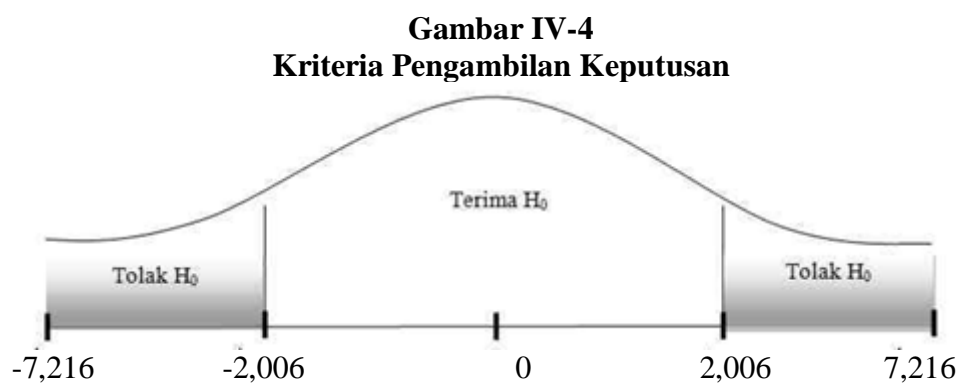 Gambar IV-4
Kriteria Pengambilan Keputusan
Terima H₀
Tolak H₀
Tolak H₀
-7,216 -2,006 0 2,006 7,216